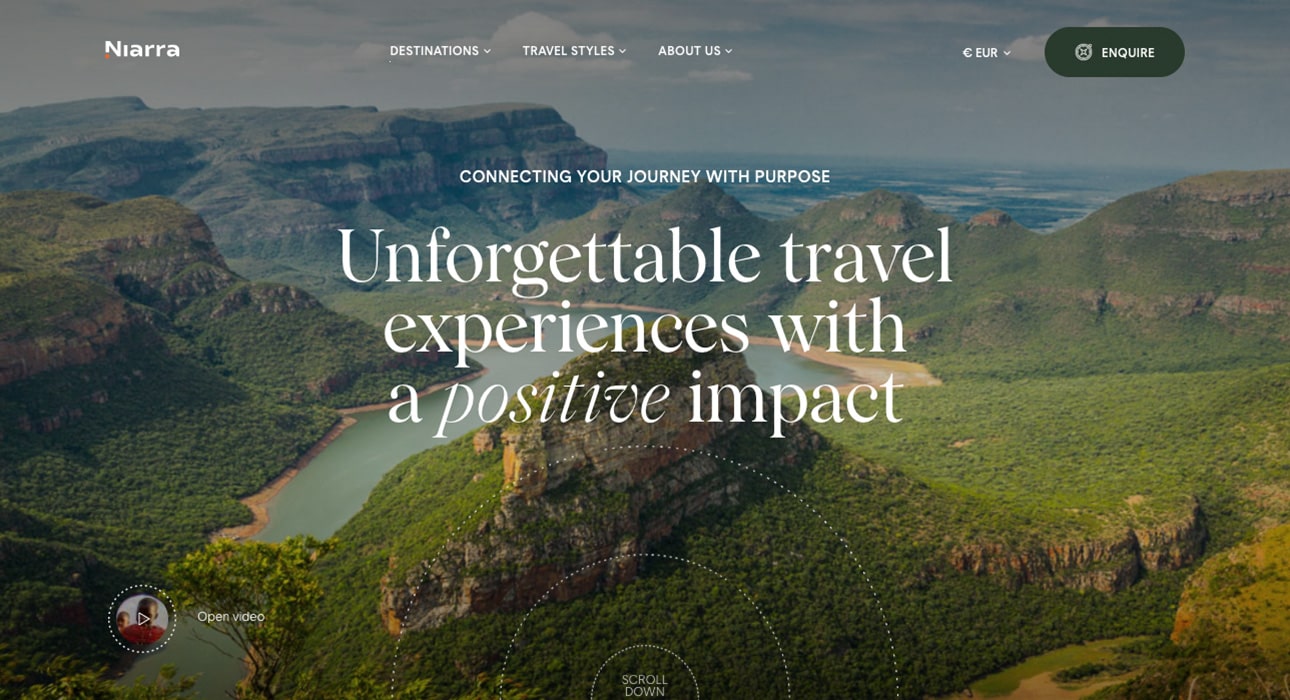 Niarra
DESTINATIONS
TRAVEL STYLES
ABOUT US
€ EUR
ENQUIRE
CONNECTING YOUR JOURNEY WITH PURPOSE
Unforgettable travel
experiences with
a positive impact
Open video
SCROLL
DOWN